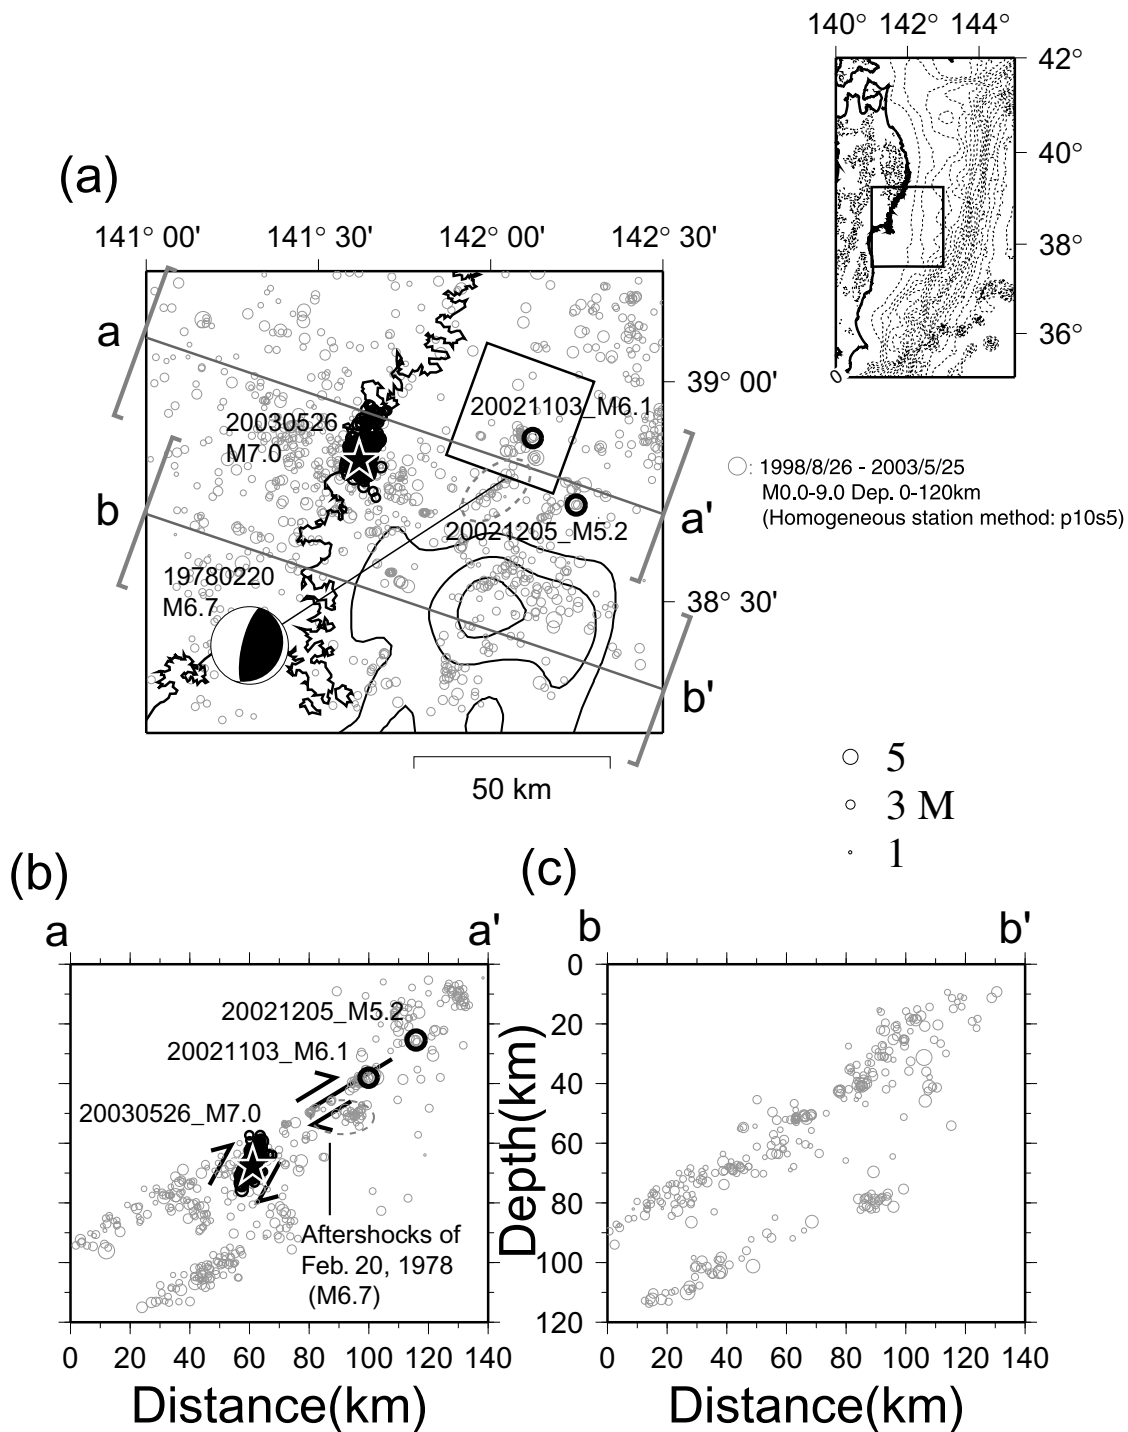 140° 142° 144°
42°
40°
38°
36°
0
(a)
141° 00' 141° 30' 142° 00' 142° 30'
a
39° 00'
20021103_M6.1
20030526
M7.0
b
a'
20021205_M5.2
19780220
M6.7
38° 30'
b'
50 km
: 1998/8/26 - 2003/5/25
M0.0-9.0 Dep. 0-120km
(Homogeneous station method: p10s5)
5
3 M
1
(b)
a a'
20021205_M5.2
20021103_M6.1
20030526_M7.0
Aftershocks of
Feb. 20, 1978
(M6.7)
0 20 40 60 80 100 120 140
Distance(km)
(c)
b b'
0
20
40
60
80
100
120
Depth(km)
0 20 40 60 80 100 120 140
Distance(km)